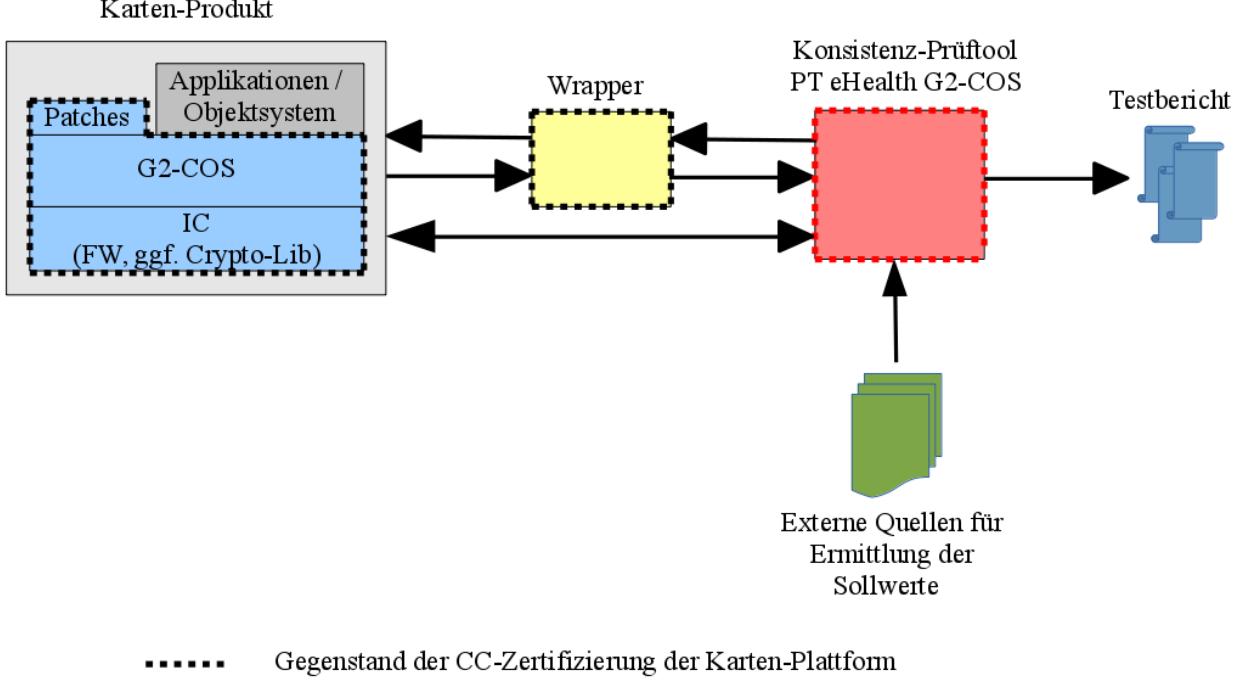 Karten-Produkt
Applikationen /
Objektsystem
Patches
G2-COS
IC
(FW, ggf. Crypto-Lib)
Wrapper
Konsistenz-Prüftool
PT eHealth G2-COS
Testbericht
Externe Quellen für
Ermittlung der
Sollwerte
Gegenstand der CC-Zertifizierung der Karten-Plattform